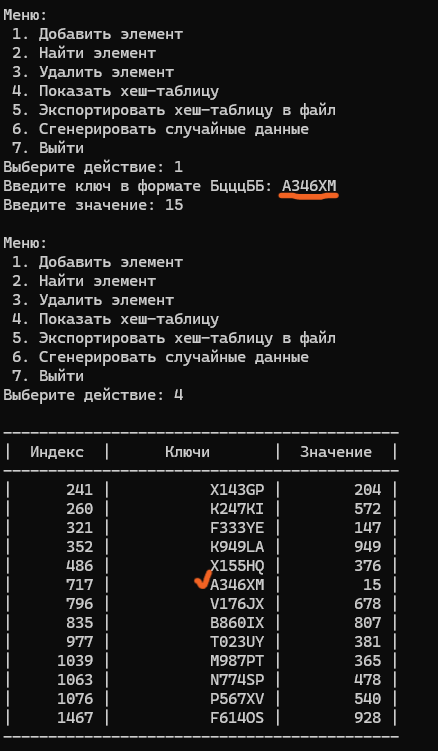 Меню:
1. Добавить элемент
2. Найти элемент
3. Удалить элемент
4. Показать хеш-таблицу
5. Экспортировать хеш-таблицу в файл
6. Сгенерировать случайные данные
7. Выйти
Выберите действие: 1
Введите ключ в формате БцццББ: A346XM
Введите значение: 15
Меню:
1. Добавить элемент
2. Найти элемент
3. Удалить элемент
4. Показать хеш-таблицу
5. Экспортировать хеш-таблицу в файл
6. Сгенерировать случайные данные
7. Выйти
Выберите действие: 4
| Индекс | Ключи | Значение |
| 241 | X143GP | 204 |
| 260 | K247KI | 572 |
| 321 | F333YE | 147 |
| 352 | K949LA | 949 |
| 486 | X155HQ | 376 |
| 717 | A346XM | 15 |
| 796 | V176JX | 678 |
| 835 | B860IX | 807 |
| 977 | T023UY | 381 |
| 1039 | M987PT | 365 |
| 1063 | N774SP | 478 |
| 1076 | P567XV | 540 |
| 1467 | F614OS | 928 |